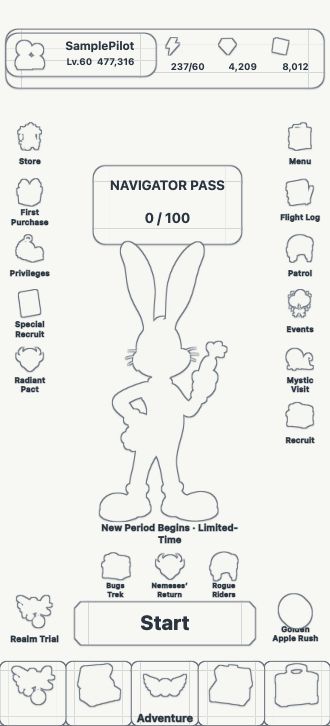 SamplePilot
Lv.60 477,316
237/60 4,209 8,012
Store
Menu
First
Purchase
Flight Log
NAVIGATOR PASS
0 / 100
Privileges
Patrol
Special
Recruit
Events
Radiant
Pact
Mystic
Visit
Recruit
New Period Begins · Limited-
Time
Bugs
Trek
Nemeses'
Return
Rogue
Riders
Realm Trial
Start
Golden
Apple Rush
Adventure